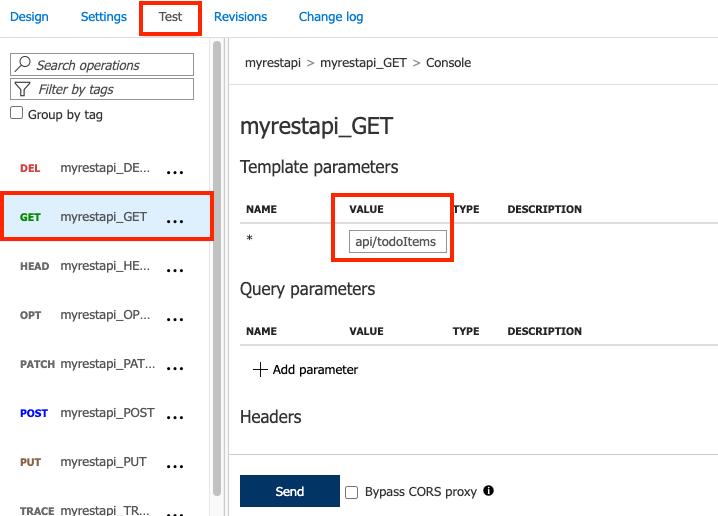 Design Settings Test Revisions Change log
Search operations
Filter by tags
Group by tag
DEL myrestapi_DE... ...
GET myrestapi_GET ...
HEAD myrestapi_HE... ...
OPT myrestapi_OP... ...
PATCH myrestapi_PAT... ...
POST myrestapi_POST ...
PUT myrestapi_PUT ...
TRACE myrestapi_TR... ...
myrestapi > myrestapi_GET > Console
myrestapi_GET
Template parameters
NAME VALUE TYPE DESCRIPTION
* api/todoItems
Query parameters
NAME VALUE TYPE DESCRIPTION
+ Add parameter
Headers
Send Bypass CORS proxy